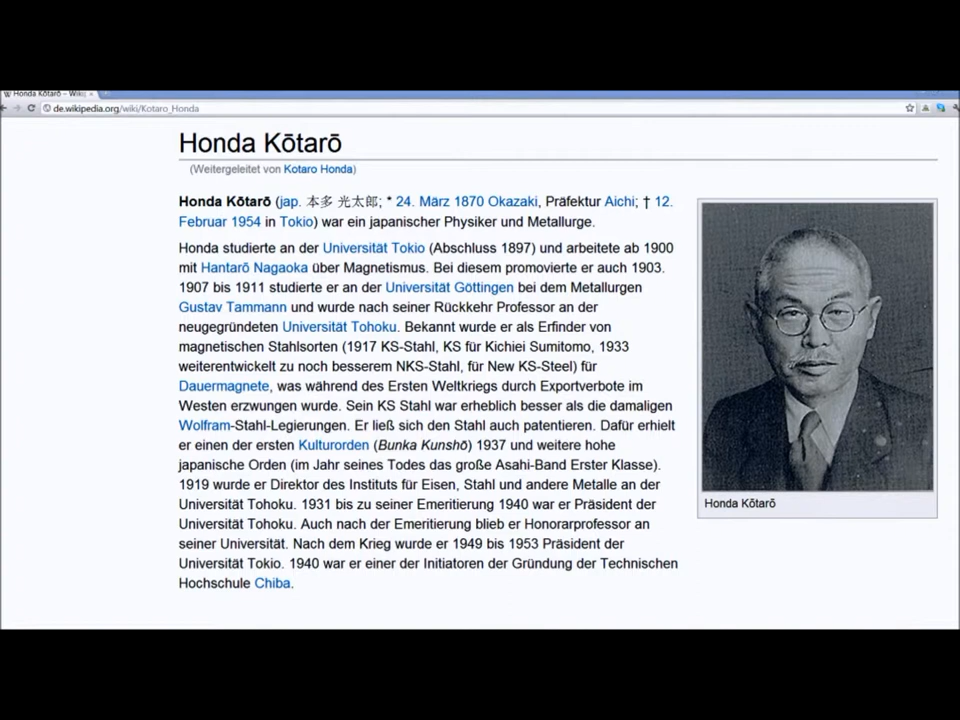 Honda Kōtarō – Wiki
de.wikipedia.org/wiki/Kotaro_Honda
Honda Kōtarō
(Weitergeleitet von Kotaro Honda)
Honda Kōtarō (jap. 本多 光太郎; * 24. März 1870 Okazaki, Präfektur Aichi; † 12.
Februar 1954 in Tokio) war ein japanischer Physiker und Metallurge.
Honda studierte an der Universität Tokio (Abschluss 1897) und arbeitete ab 1900
mit Hantarō Nagaoka über Magnetismus. Bei diesem promovierte er auch 1903.
1907 bis 1911 studierte er an der Universität Göttingen bei dem Metallurgen
Gustav Tammann und wurde nach seiner Rückkehr Professor an der
neugegründeten Universität Tohoku. Bekannt wurde er als Erfinder von
magnetischen Stahlsorten (1917 KS-Stahl, KS für Kichiei Sumitomo, 1933
weiterentwickelt zu noch besserem NKS-Stahl, für New KS-Steel) für
Dauermagnete, was während des Ersten Weltkriegs durch Exportverbote im
Westen erzwungen wurde. Sein KS Stahl war erheblich besser als die damaligen
Wolfram-Stahl-Legierungen. Er ließ sich den Stahl auch patentieren. Dafür erhielt
er einen der ersten Kulturorden (Bunka Kunshō) 1937 und weitere hohe
japanische Orden (im Jahr seines Todes das große Asahi-Band Erster Klasse).
1919 wurde er Direktor des Instituts für Eisen, Stahl und andere Metalle an der
Universität Tohoku. 1931 bis zu seiner Emeritierung 1940 war er Präsident der
Universität Tohoku. Auch nach der Emeritierung blieb er Honorarprofessor an
seiner Universität. Nach dem Krieg wurde er 1949 bis 1953 Präsident der
Universität Tokio. 1940 war er einer der Initiatoren der Gründung der Technischen
Hochschule Chiba.
Honda Kōtarō